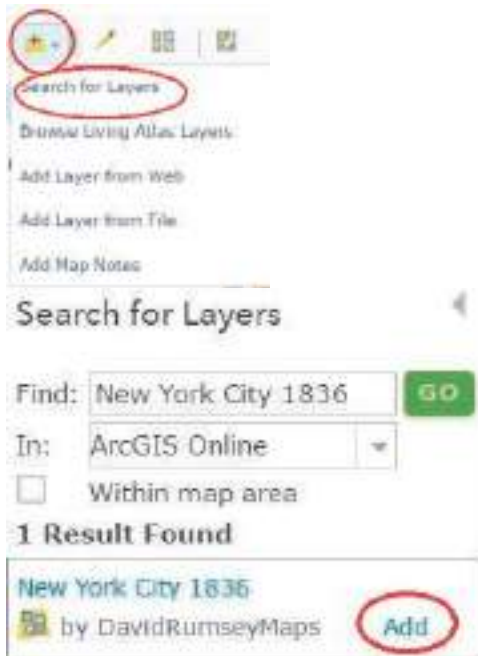 Search for Layers
Browse Living Atlas Layers
Add Layer from Web
Add Layer from File
Add Map Notes
Search for Layers
Find: New York City 1836 GO
In: ArcGIS Online
Within map area
1 Result Found
New York City 1836
by DavidRumseyMaps Add